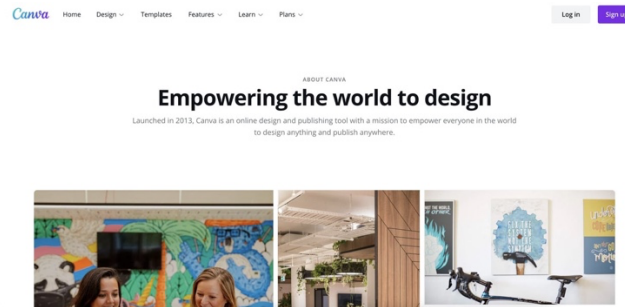 Canva
Home
Design
Templates
Features
Learn
Plans
Log in
Sign u
ABOUT CANVA
Empowering the world to design
Launched in 2013, Canva is an online design and publishing tool with a mission to empower everyone in the world
to design anything and publish anywhere.